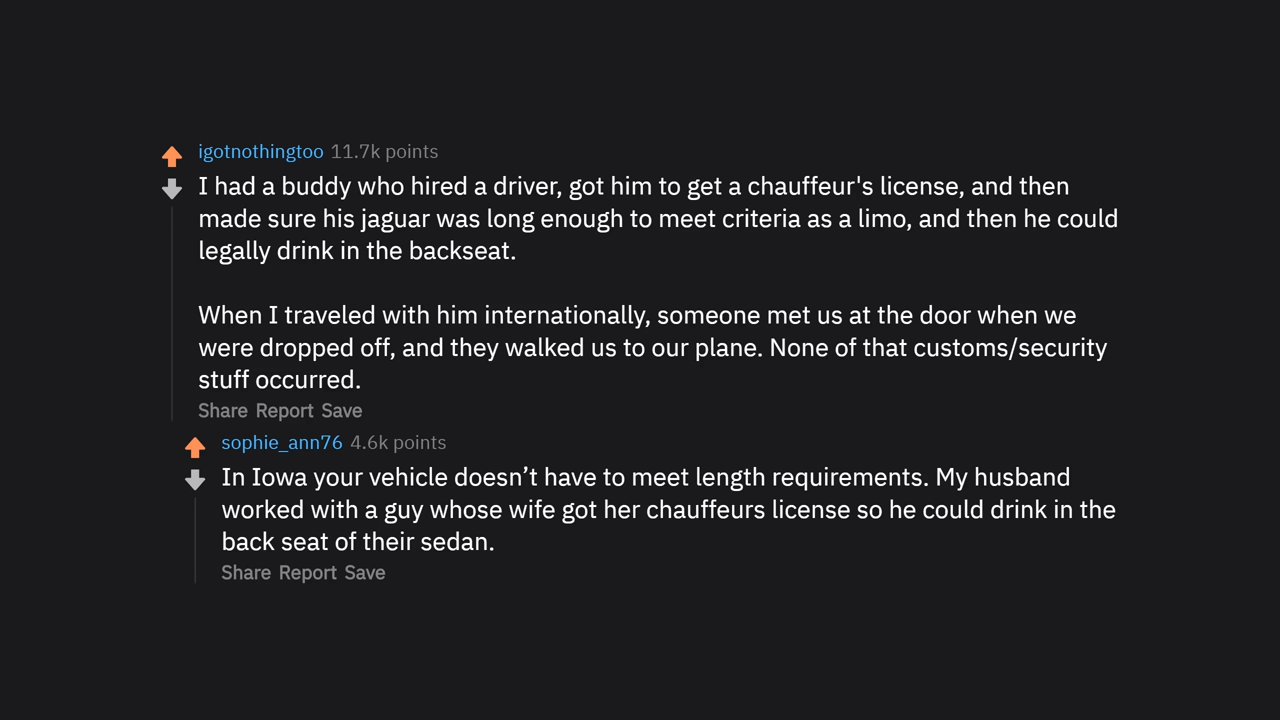 igotnothingtoo 11.7k points
I had a buddy who hired a driver, got him to get a chauffeur's license, and then
made sure his jaguar was long enough to meet criteria as a limo, and then he could
legally drink in the backseat.
When I traveled with him internationally, someone met us at the door when we
were dropped off, and they walked us to our plane. None of that customs/security
stuff occurred.
Share Report Save
sophie_ann76 4.6k points
In Iowa your vehicle doesn’t have to meet length requirements. My husband
worked with a guy whose wife got her chauffeurs license so he could drink in the
back seat of their sedan.
Share Report Save